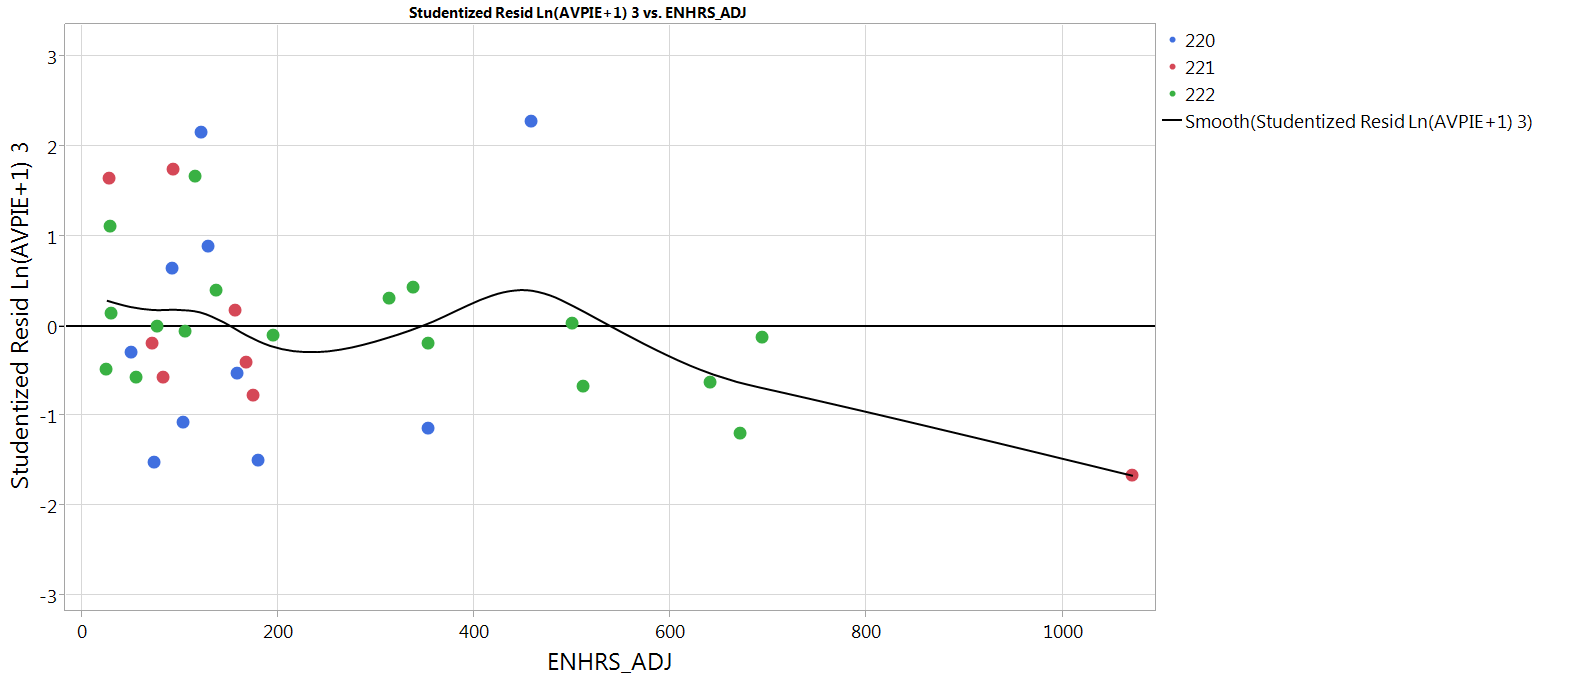 Studentized Resid Ln(AVPIE+1) 3 vs. ENHRS_ADJ
220
221
222
Smooth(Studentized Resid Ln(AVPIE+1) 3)
Studentized Resid Ln(AVPIE+1) 3
3
2
1
0
-1
-2
-3
0 200 400 600 800 1000
ENHRS_ADJ